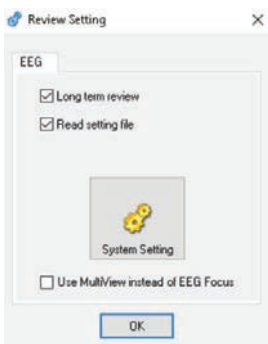 Review Setting
EEG
Long term review
Read setting file
System Setting
Use MultiView instead of EEG Focus
OK